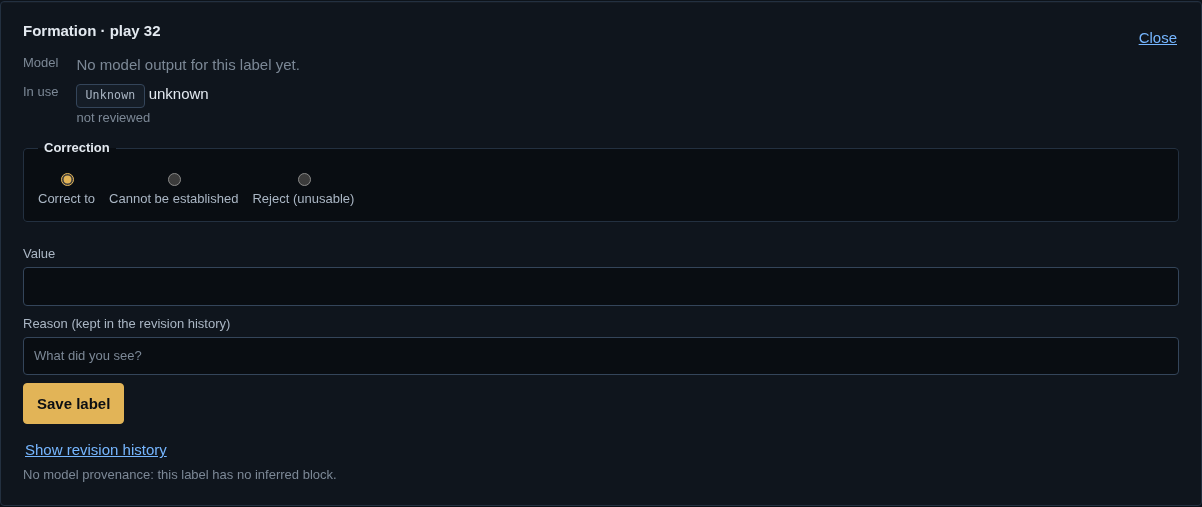 Formation · play 32
Close
Model No model output for this label yet.
In use Unknown unknown
not reviewed
Correction
Correct to Cannot be established Reject (unusable)
Value
Reason (kept in the revision history)
What did you see?
Save label
Show revision history
No model provenance: this label has no inferred block.